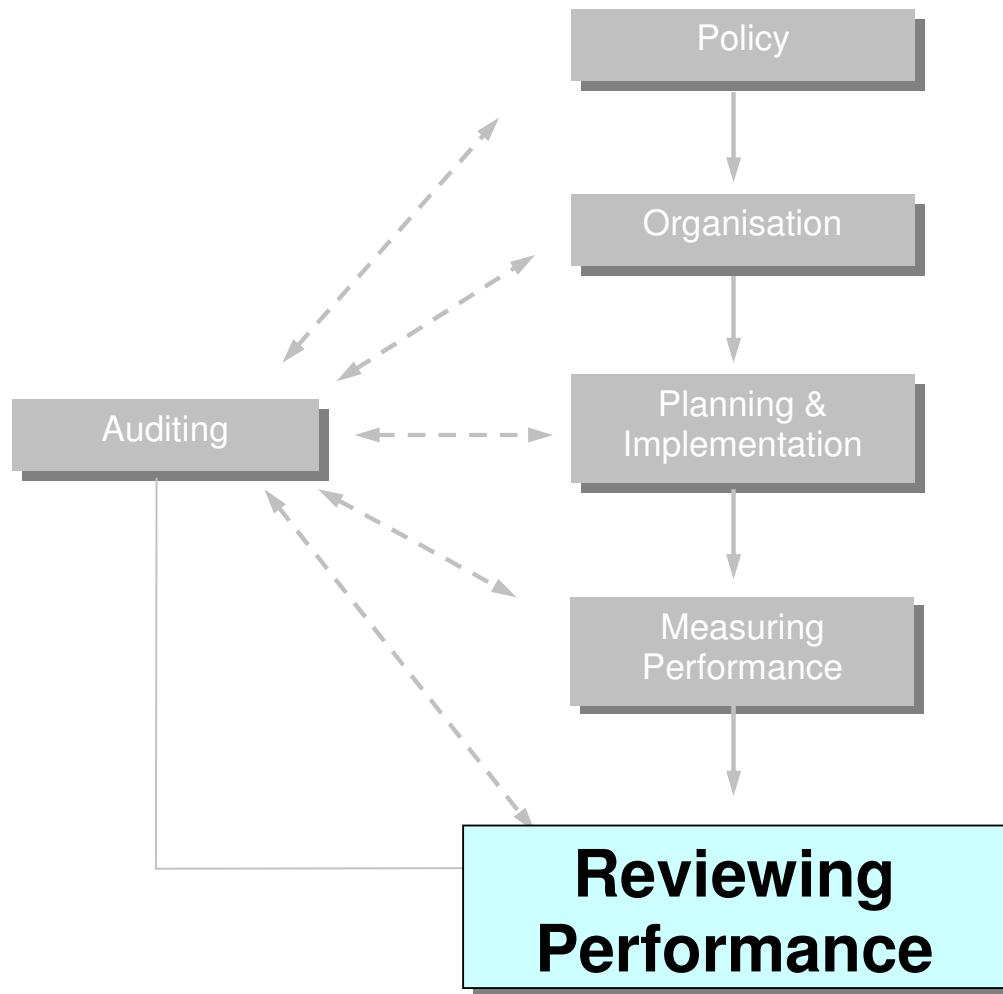 Policy
Organisation
Auditing
Planning &
Implementation
Measuring
Performance
Reviewing
Performance